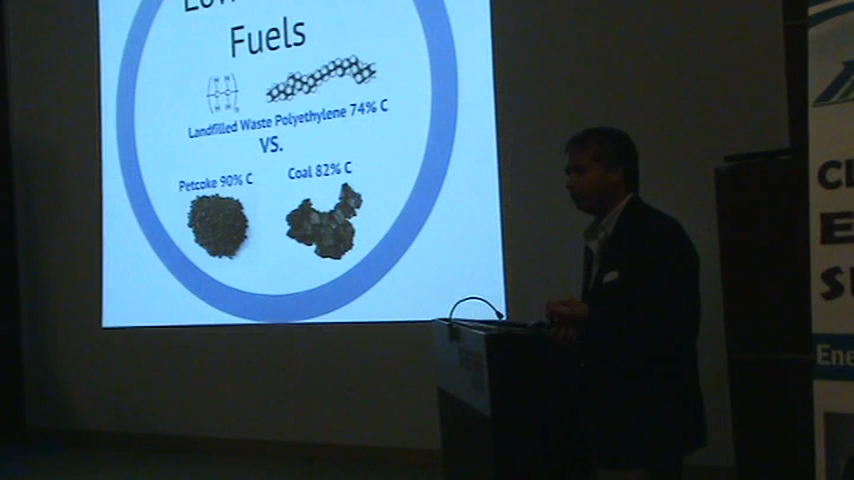 Fuels
Landfilled Waste Polyethylene 74% C
VS.
Petcoke 90% C
Coal 82% C